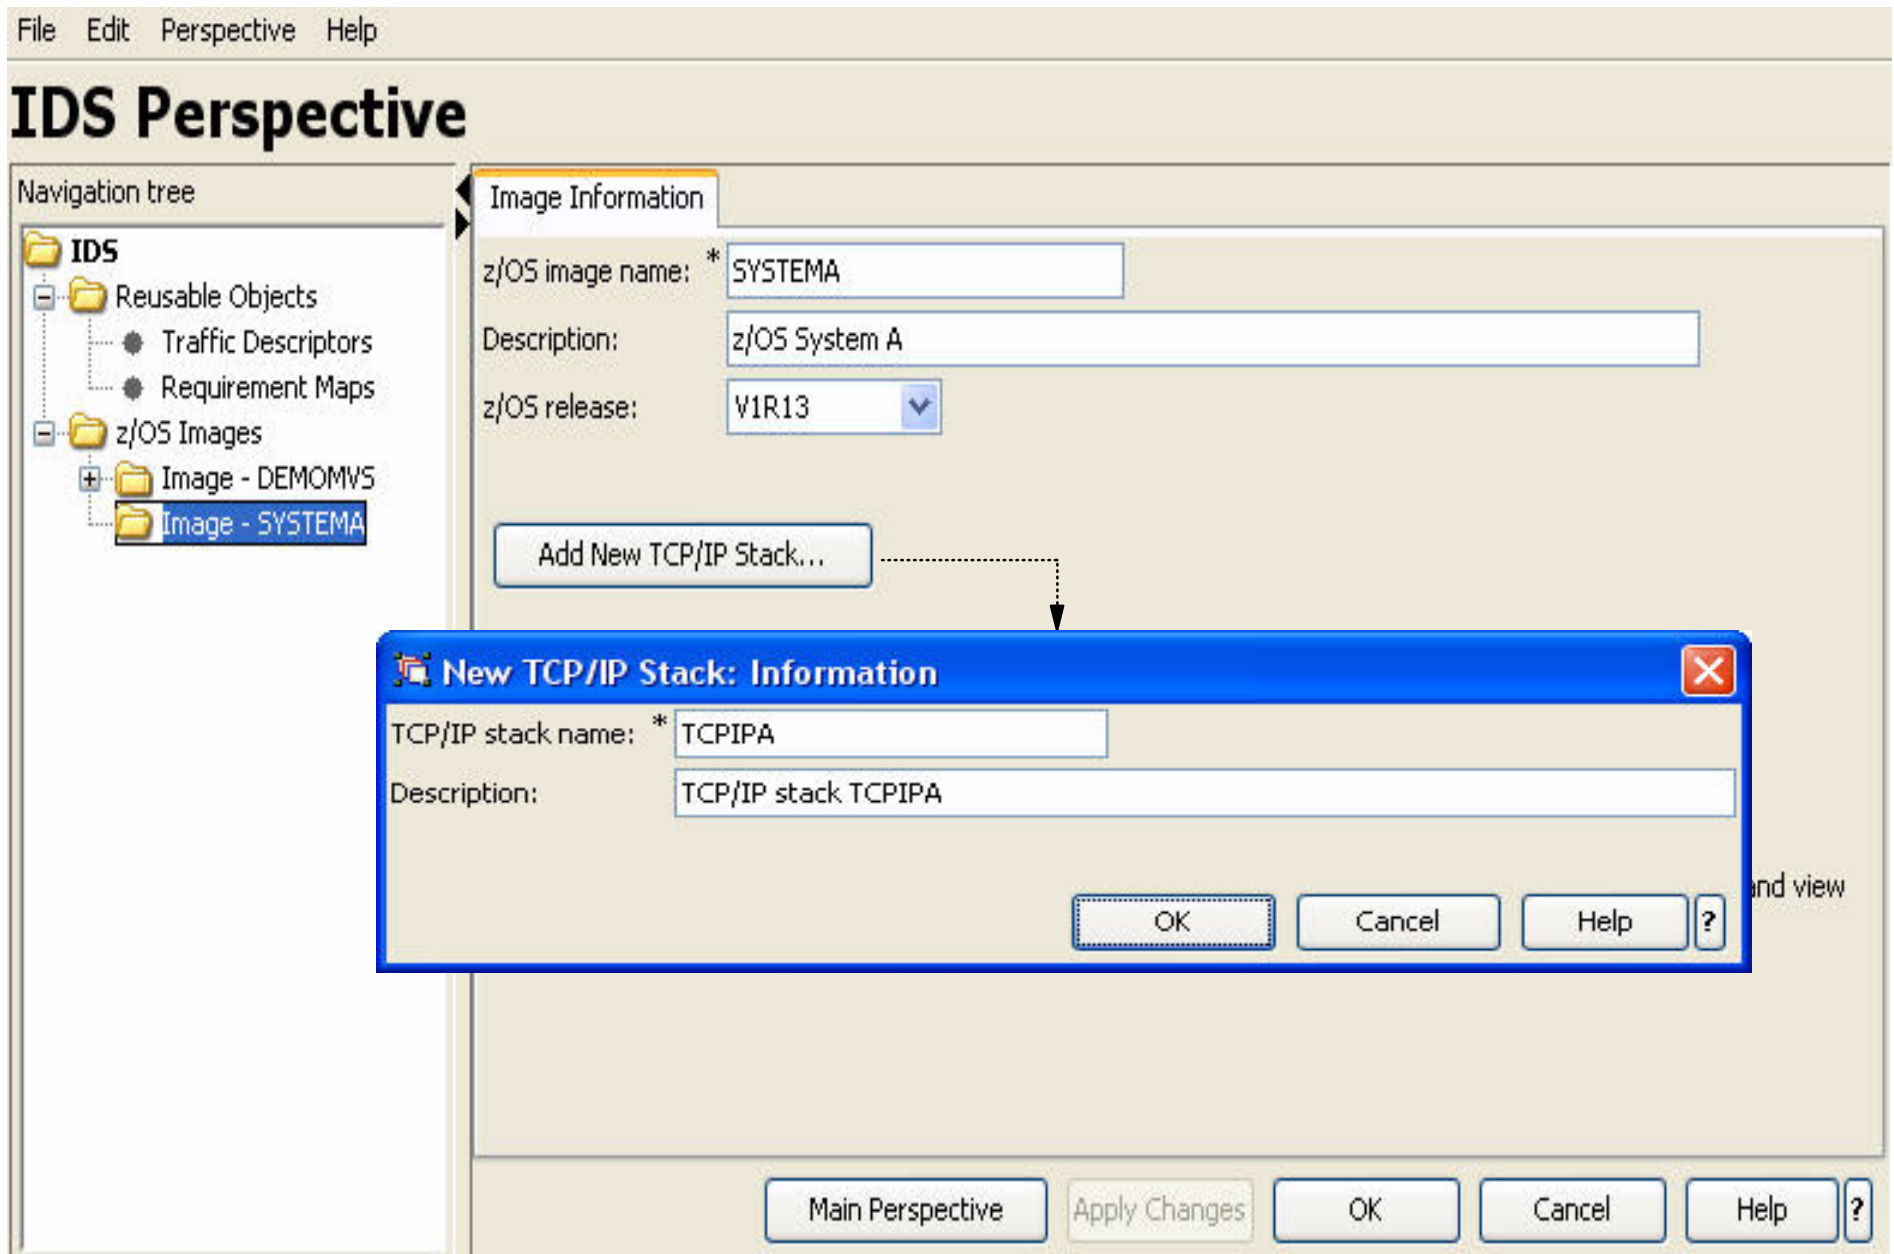 File Edit Perspective Help
IDS Perspective
Navigation tree
IDS
Reusable Objects
Traffic Descriptors
Requirement Maps
z/OS Images
Image - DEMOMVS
Image - SYSTEMA
Image Information
z/OS image name: * SYSTEMA
Description: z/OS System A
z/OS release: V1R13
Add New TCP/IP Stack...
New TCP/IP Stack: Information
TCP/IP stack name: * TCPIPA
Description: TCP/IP stack TCPIPA
and view
OK Cancel Help ?
Main Perspective Apply Changes OK Cancel Help ?